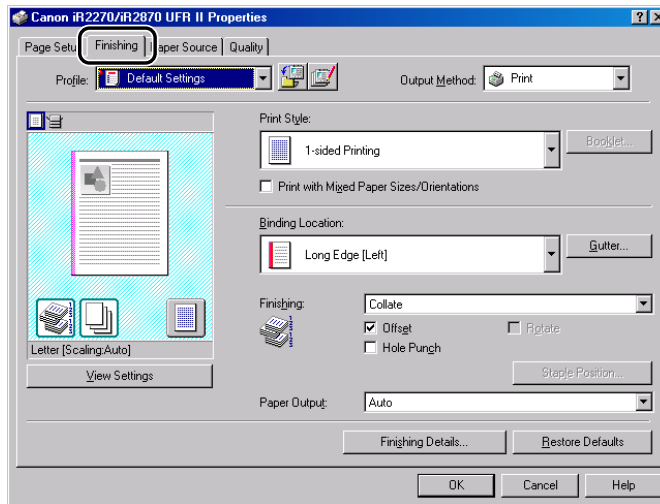 Canon iR2270/iR2870 UFR II Properties
Page Setup Finishing Paper Source Quality
Profile: Default Settings Output Method: Print
Print Style:
1-sided Printing Booklet...
Print with Mixed Paper Sizes/Orientations
Binding Location:
Long Edge [Left] Gutter...
Finishing: Collate
Offset Rotate
Hole Punch
Letter [Scaling:Auto]
Staple Position...
View Settings
Paper Output: Auto
Finishing Details... Restore Defaults
OK Cancel Help